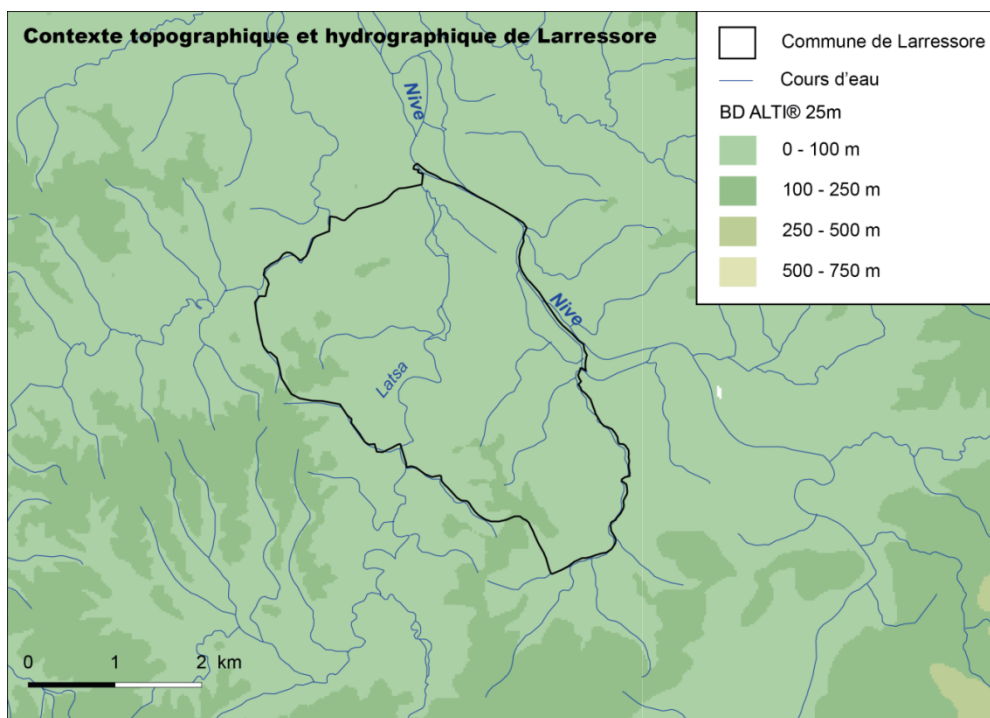 Contexte topographique et hydrographique de Larressore
Commune de Larressore
Cours d'eau
BD ALTI® 25m
0 - 100 m
100 - 250 m
250 - 500 m
500 - 750 m
Nive
Nive
Latsa
0 1 2 km